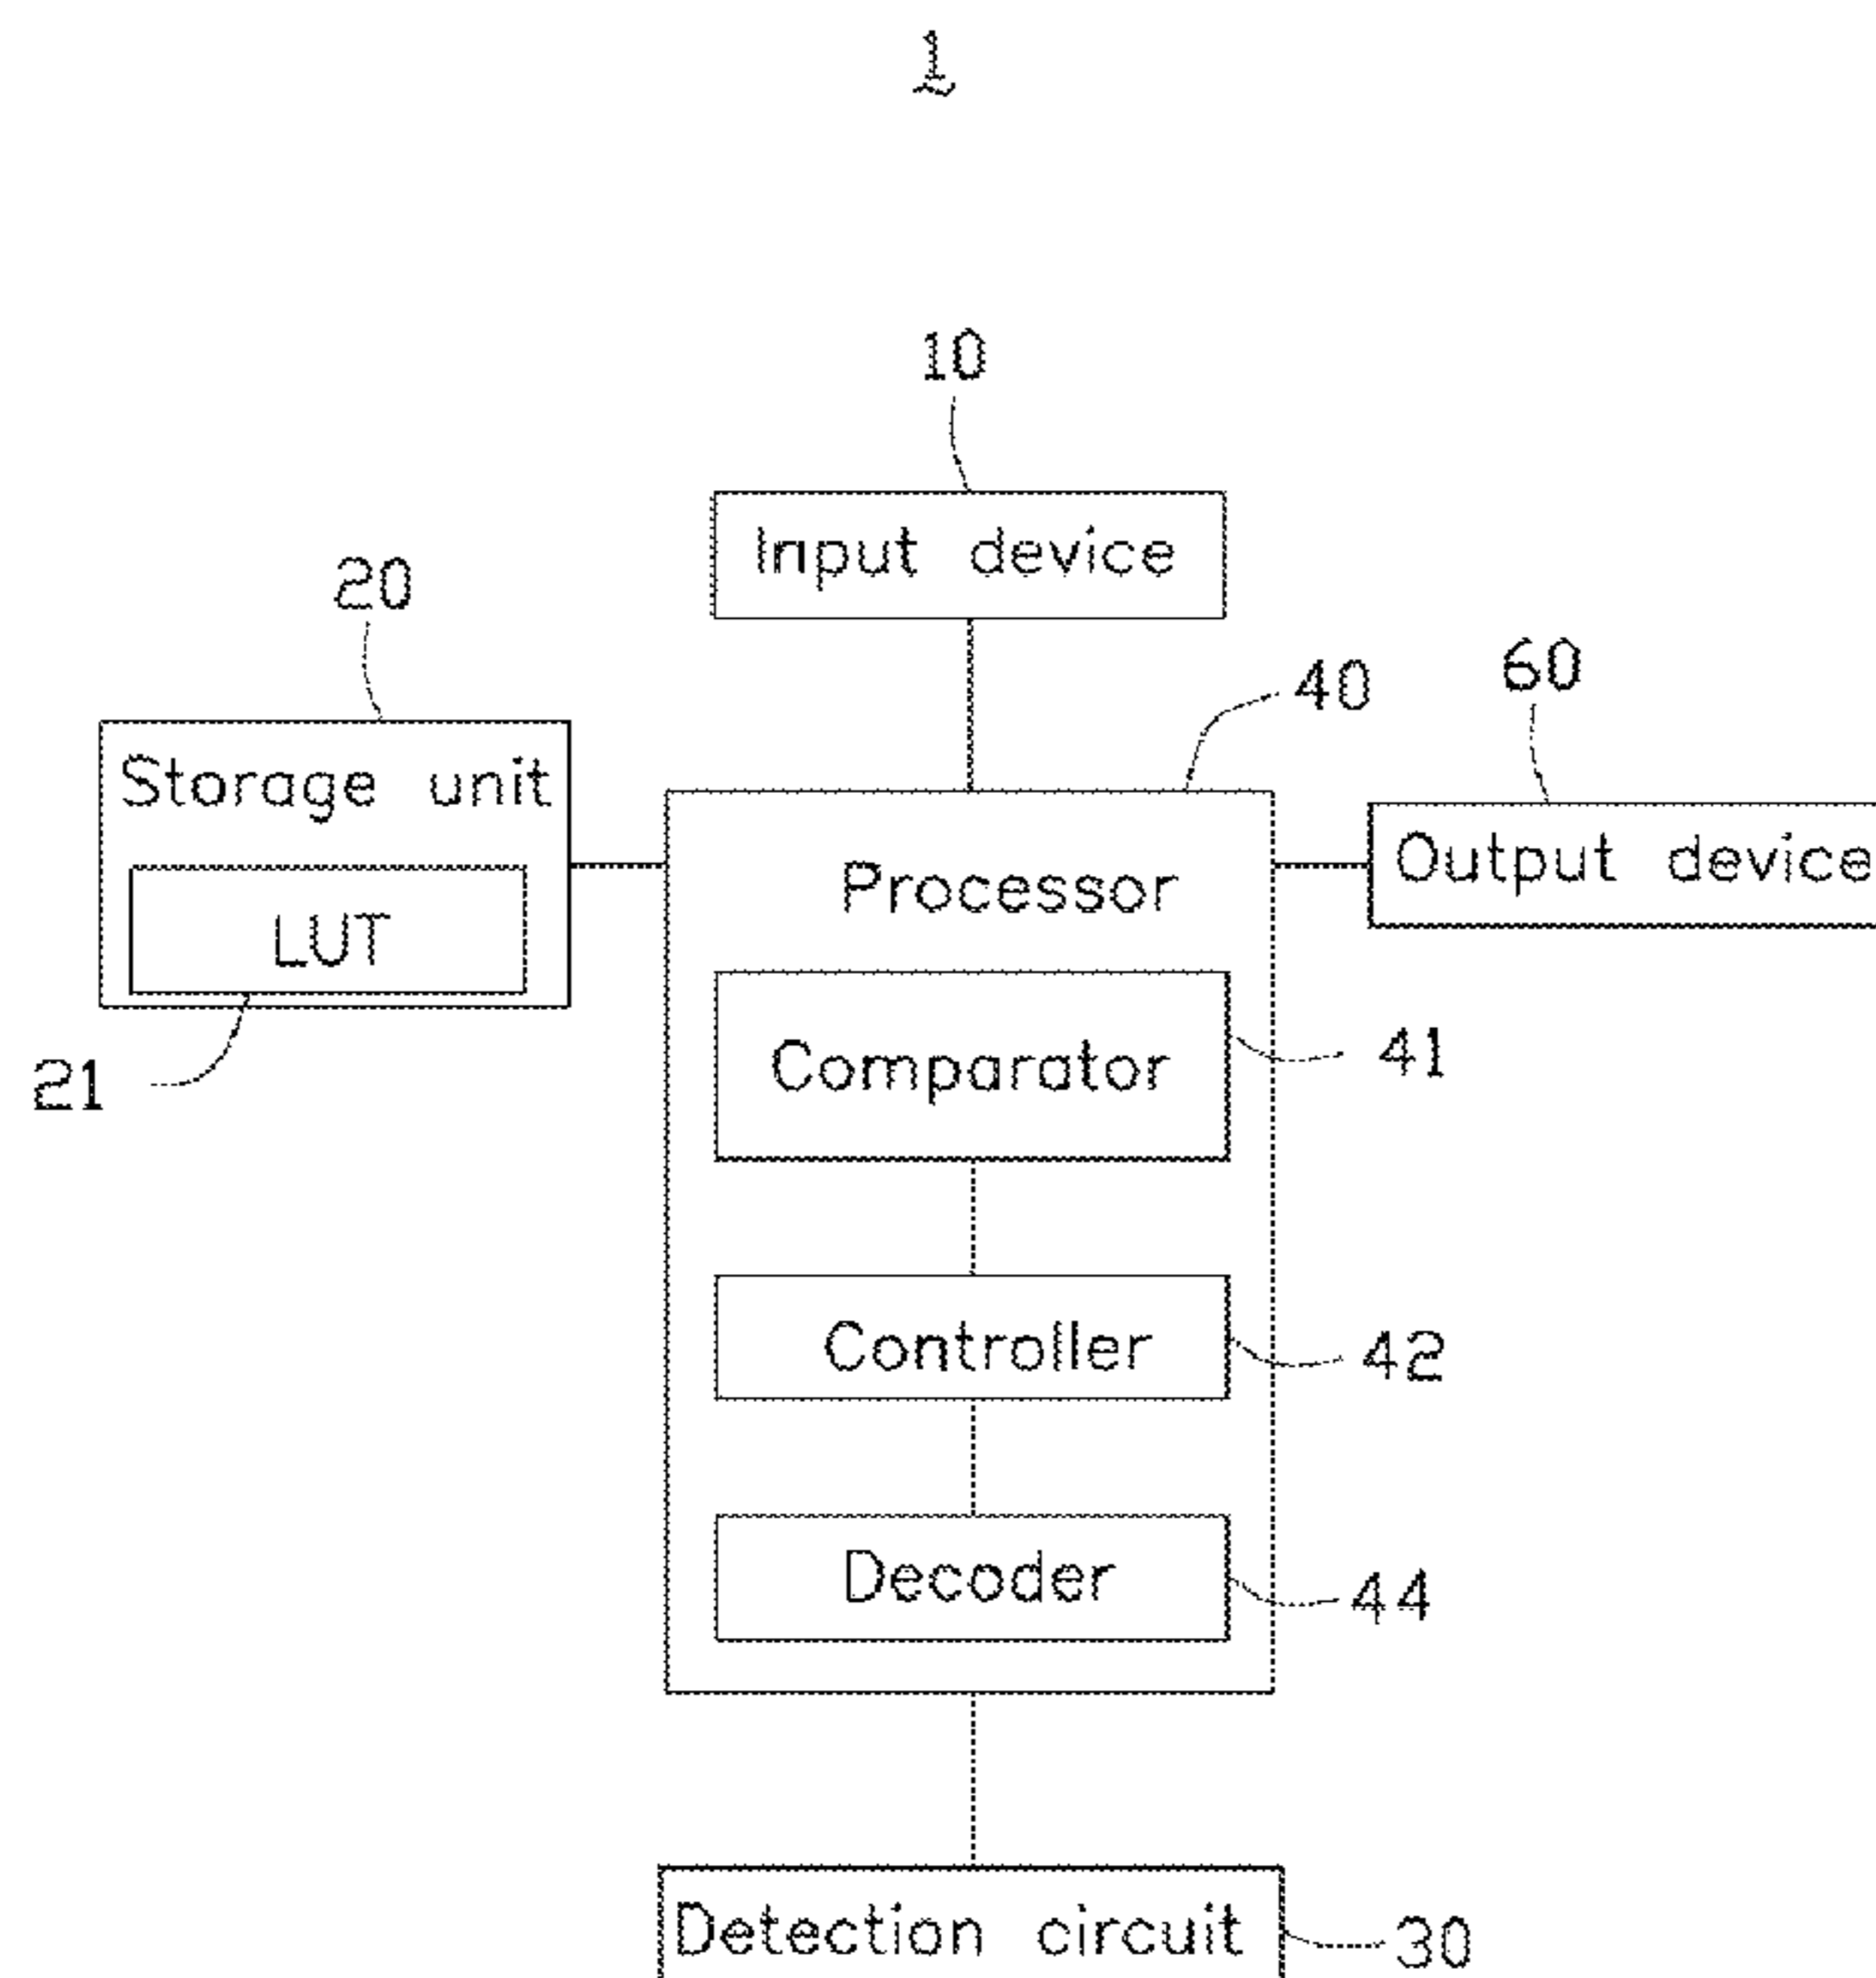 1
10
Input device
20
40
60
Storage unit
Output device
Processor
LUT
Comparator
41
21
Controller
42
Decoder
44
Detection circuit
30